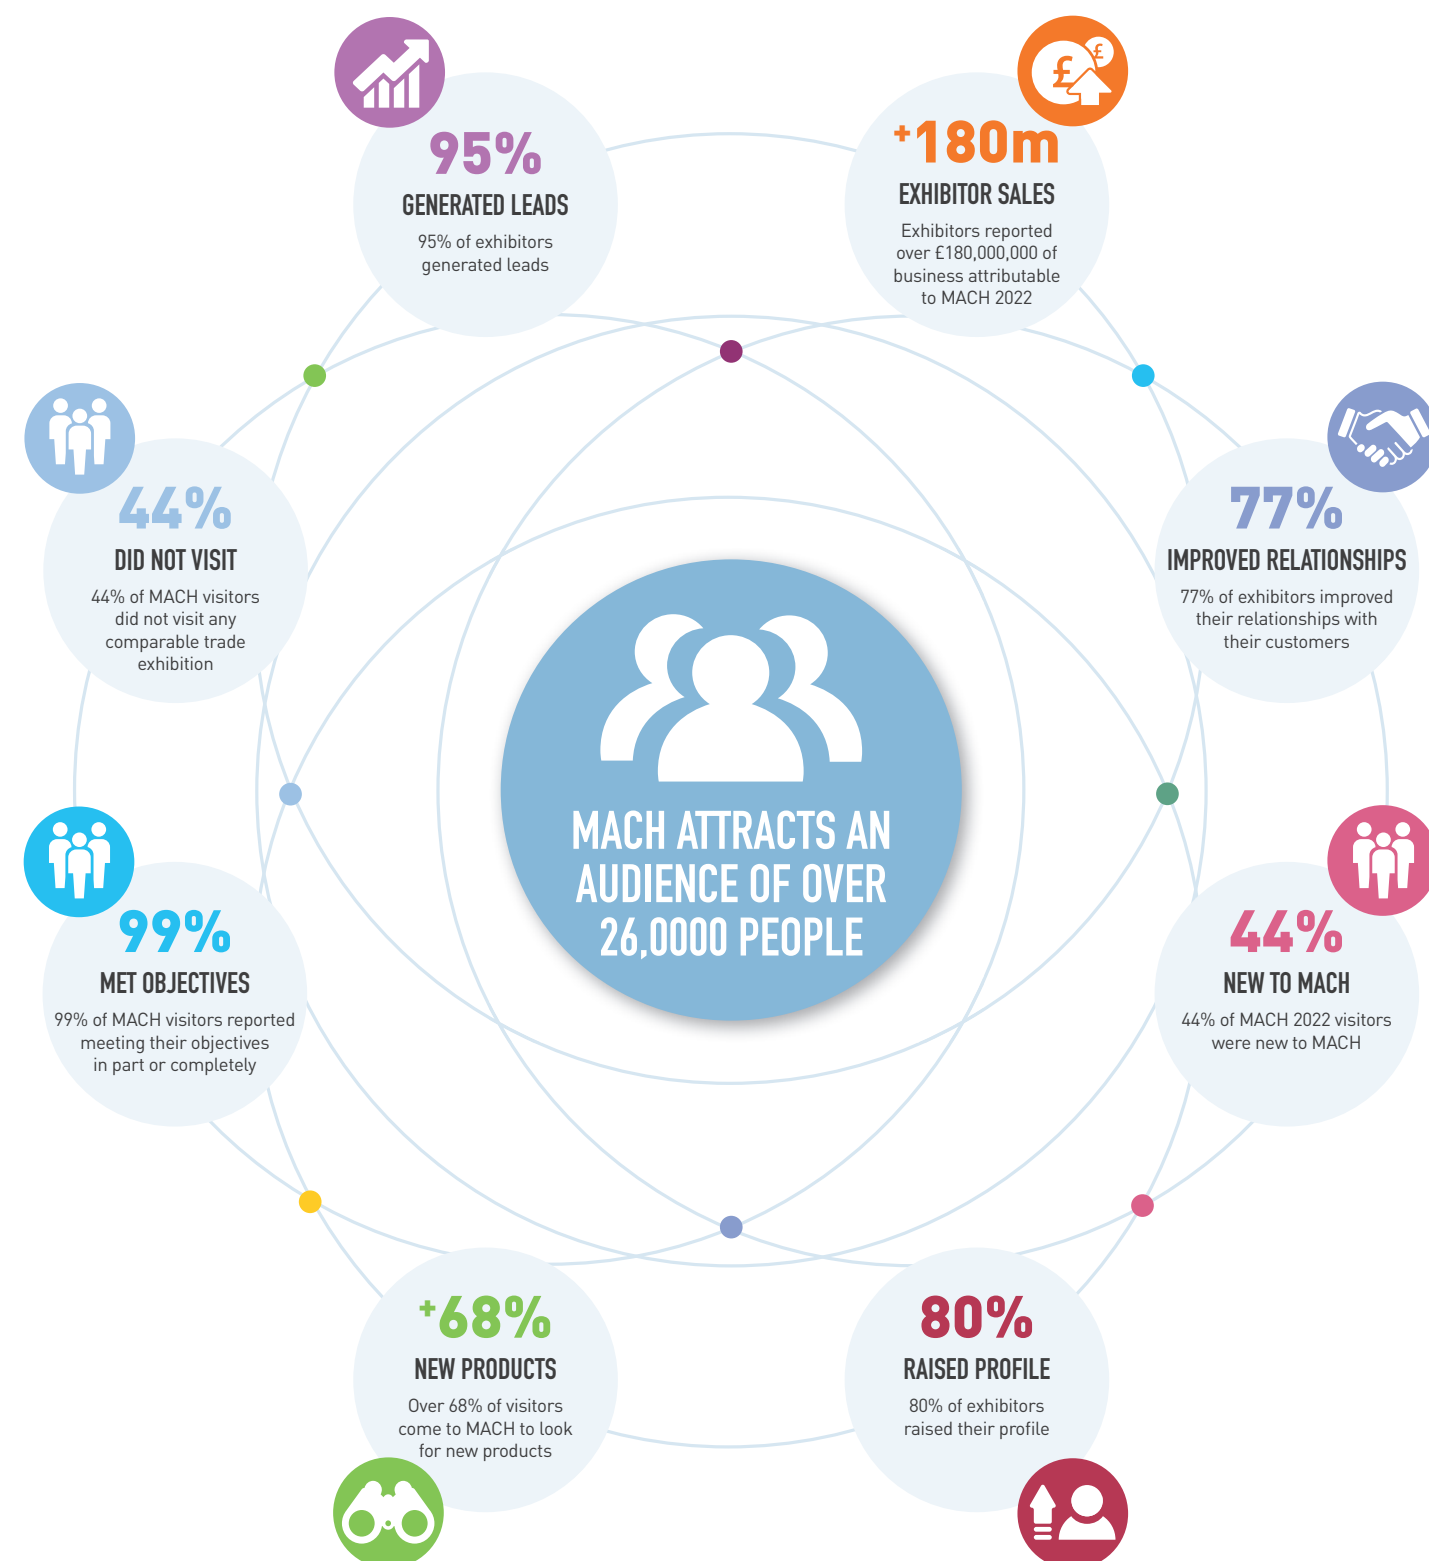 95%
GENERATED LEADS
95% of exhibitors
generated leads
+180m
EXHIBITOR SALES
Exhibitors reported
over £180,000,000 of
business attributable
to MACH 2022
££
44%
DID NOT VISIT
44% of MACH visitors
did not visit any
comparable trade
exhibition
77%
IMPROVED RELATIONSHIPS
77% of exhibitors improved
their relationships with
their customers
MACH ATTRACTS AN
AUDIENCE OF OVER
26,0000 PEOPLE
99%
MET OBJECTIVES
99% of MACH visitors reported
meeting their objectives
in part or completely
44%
NEW TO MACH
44% of MACH 2022 visitors
were new to MACH
+68%
NEW PRODUCTS
Over 68% of visitors
come to MACH to look
for new products
80%
RAISED PROFILE
80% of exhibitors
raised their profile